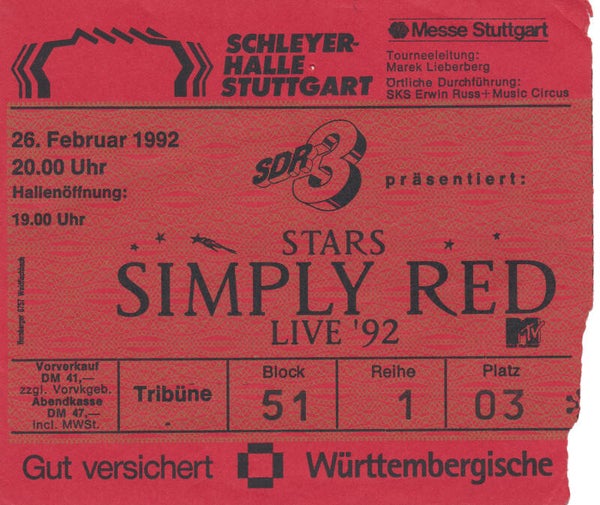 SCHLEYER-
HALLE
STUTTGART
Messe Stuttgart
Tourneeleitung:
Marek Lieberberg
Örtliche Durchführung:
SKS Erwin Russ+Music Circus
26. Februar 1992
20.00 Uhr
Hallenöffnung:
19.00 Uhr
SDR 3
präsentiert:
STARS
SIMPLY RED
LIVE '92
MTV
Vorverkauf
DM 41,—
zzgl. Vorvkgeb.
Abendkasse
DM 47,—
incl. MWSt.
Tribüne
Block
51
Reihe
1
Platz
03 *
Gut versichert Württembergische